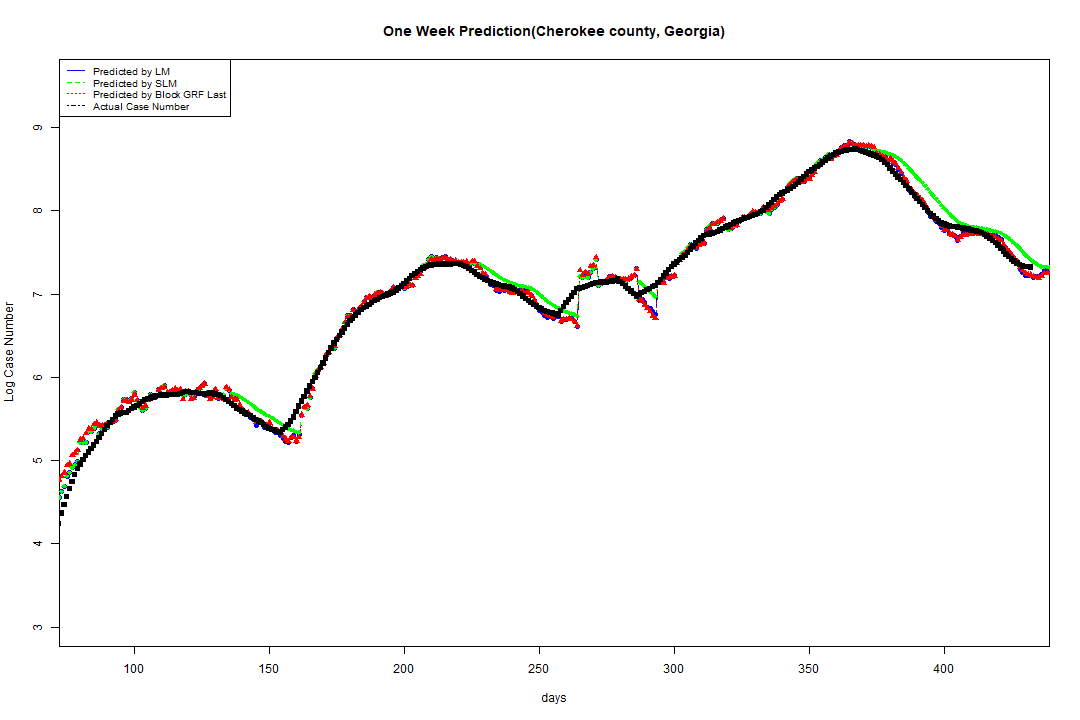 One Week Prediction(Cherokee county, Georgia)
Predicted by LM
Predicted by SLM
Predicted by Block GRF Last
Actual Case Number
9
8
7
6
5
4
3
Log Case Number
100 150 200 250 300 350 400
days